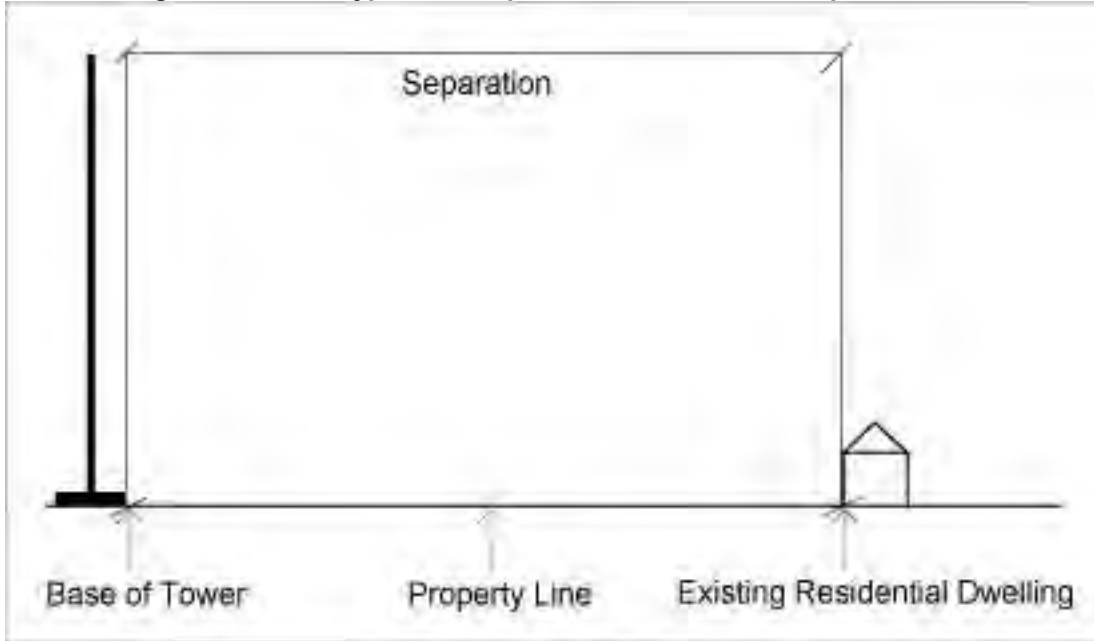 Separation
Base of Tower
Property Line
Existing Residential Dwelling